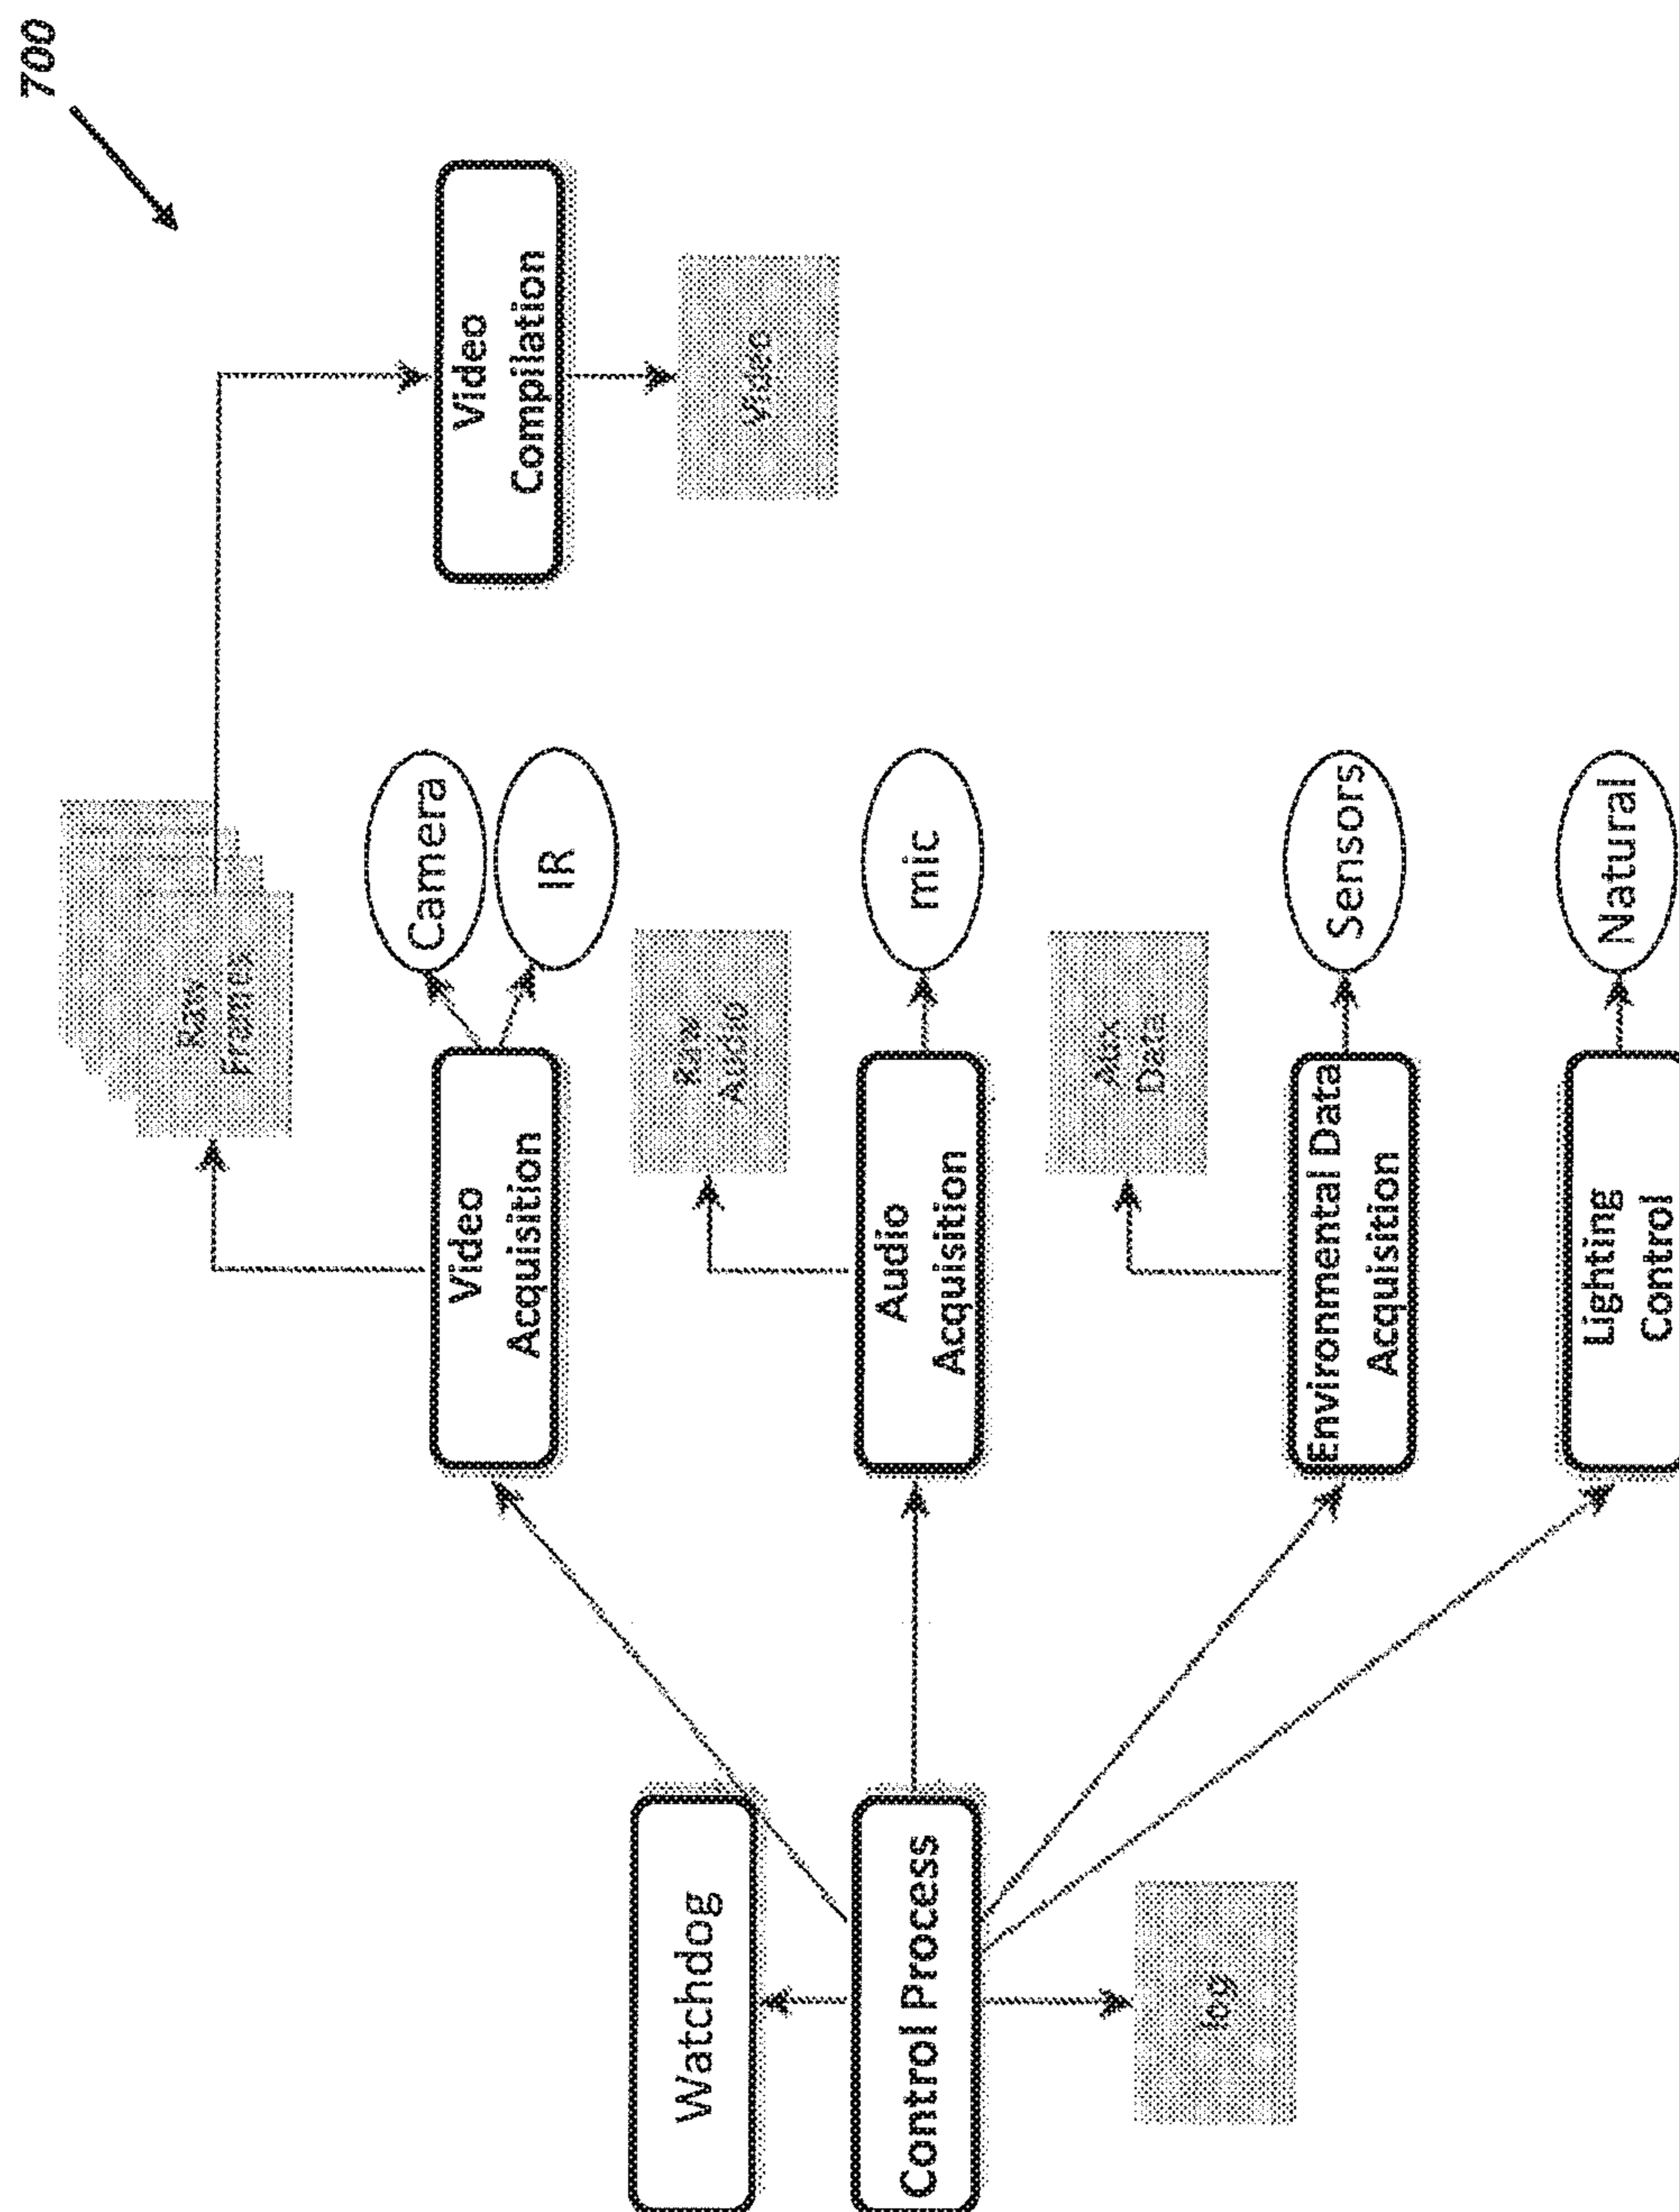 700
Raw
Frames
Video
Compilation
Video
Camera
IR
Video
Acquisition
Raw
Audio
mic
Audio
Acquisition
Aux
Data
Sensors
Environmental Data
Acquisition
Natural
Lighting
Control
Watchdog
Control Process
log